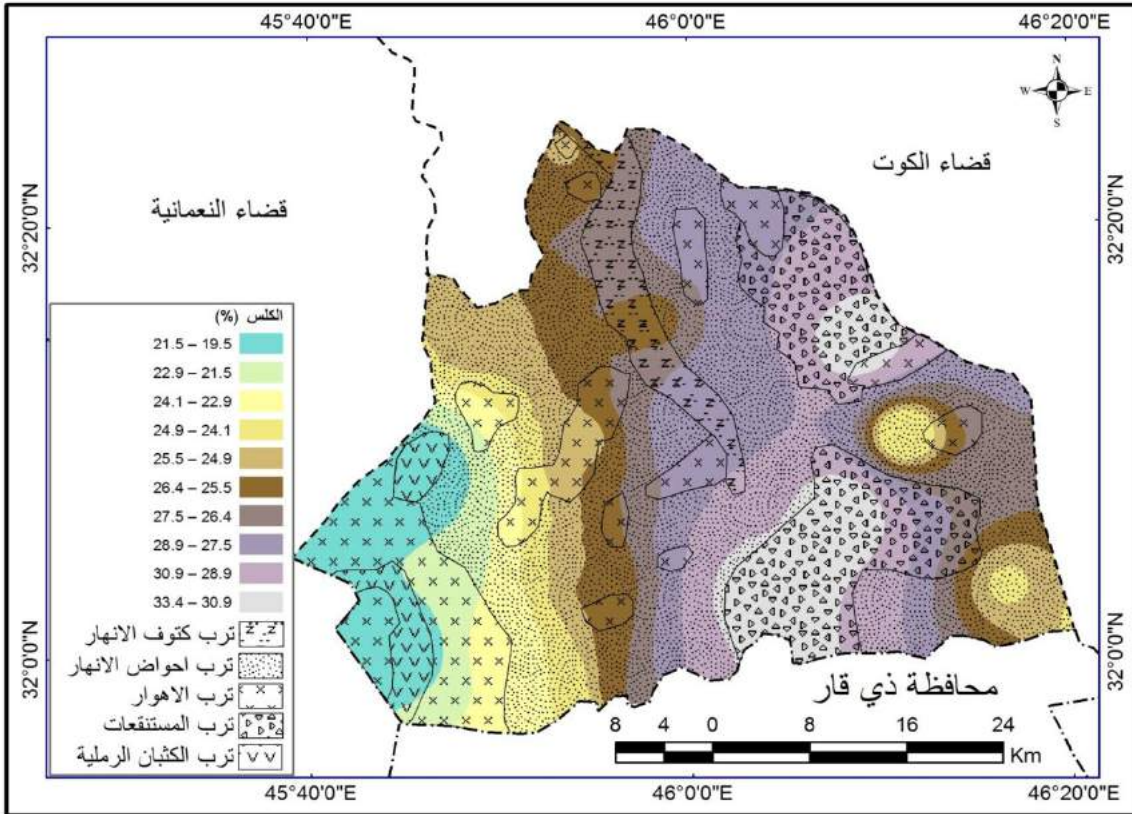 45°40'0"E
46°0'0"E
46°20'0"E
N
W E
S
قضاء الكوت
قضاء النعمانية
32°20'0"N
32°20'0"N
الكلس (%)
21.5 – 19.5
22.9 – 21.5
24.1 – 22.9
24.9 – 24.1
25.5 – 24.9
26.4 – 25.5
27.5 – 26.4
28.9 – 27.5
30.9 – 28.9
33.4 – 30.9
ترب كتوف الانهار
ترب احواض الانهار
ترب الاهوار
ترب المستنقعات
ترب الكثبان الرملية
32°0'0"N
32°0'0"N
محافظة ذي قار
8 4 0 8 16 24
Km
45°40'0"E
46°0'0"E
46°20'0"E